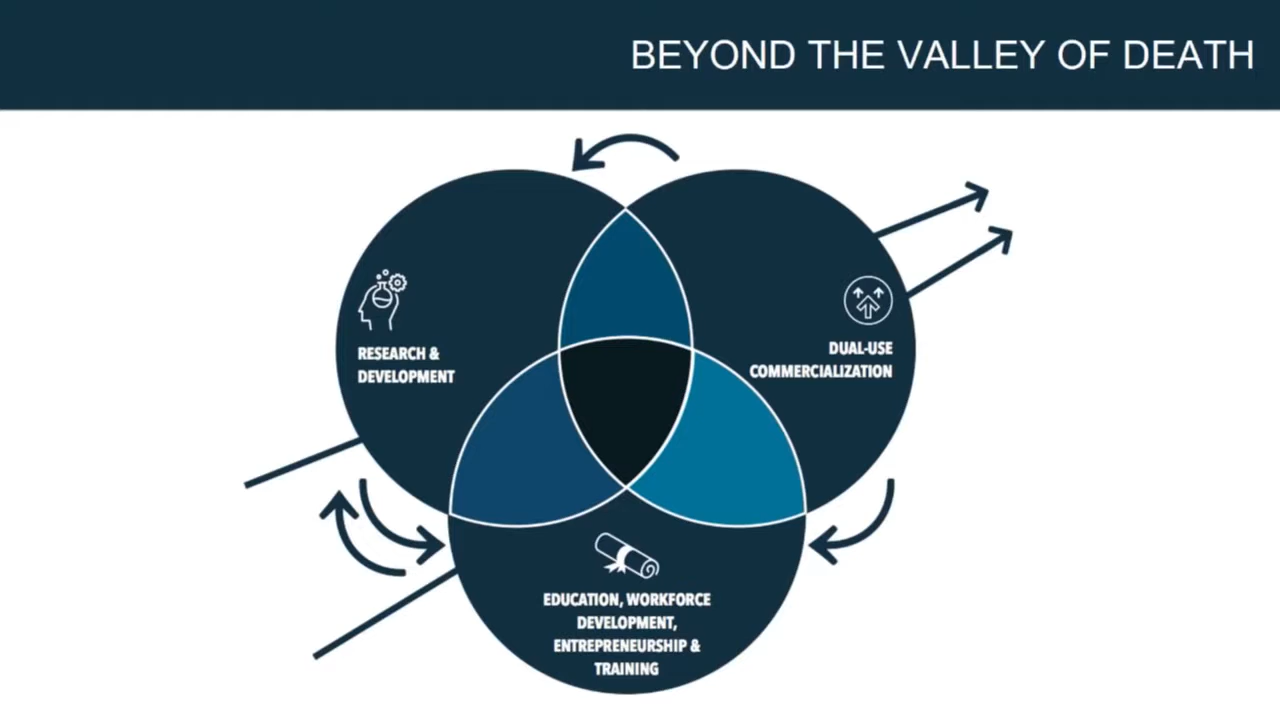 BEYOND THE VALLEY OF DEATH
RESEARCH &
DEVELOPMENT
DUAL-USE
COMMERCIALIZATION
EDUCATION, WORKFORCE
DEVELOPMENT,
ENTREPRENEURSHIP &
TRAINING